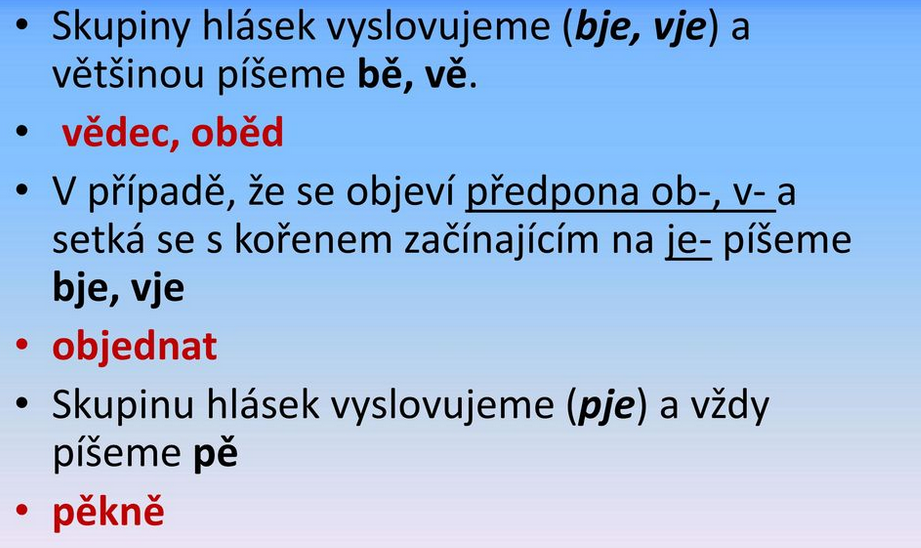 • Skupiny hlásek vyslovujeme (bje, vje) a
většinou píšeme bě, vě.
• vědec, oběd
• V případě, že se objeví předpona ob-, v- a
setká se s kořenem začínajícím na je- píšeme
bje, vje
• objednat
• Skupinu hlásek vyslovujeme (pje) a vždy
píšeme pě
• pěkně